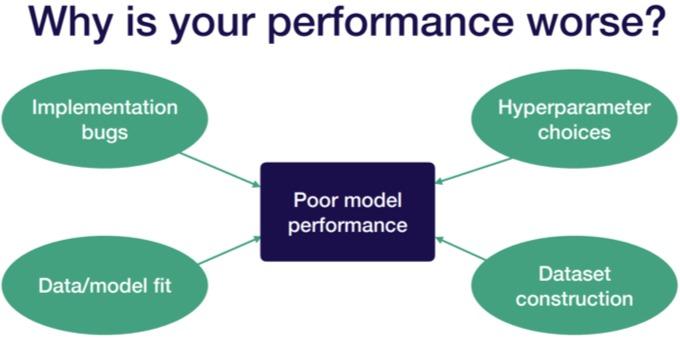 Why is your performance worse?
Implementation
bugs
Hyperparameter
choices
Poor model
performance
Data/model fit
Dataset
construction